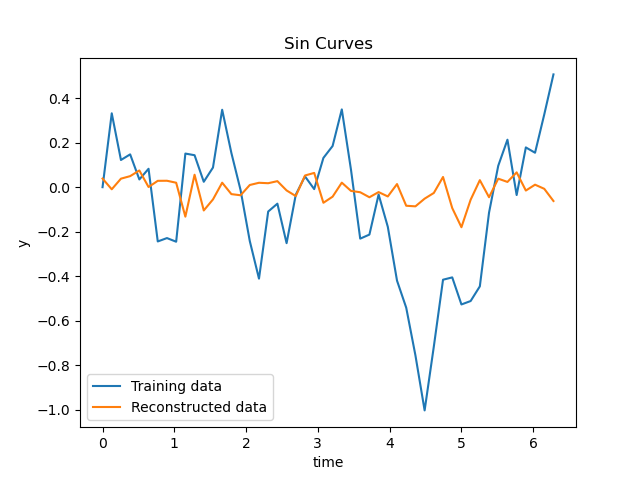 Sin Curves
y
0.4
0.2
0.0
−0.2
−0.4
−0.6
−0.8
−1.0
Training data
Reconstructed data
0 1 2 3 4 5 6
time